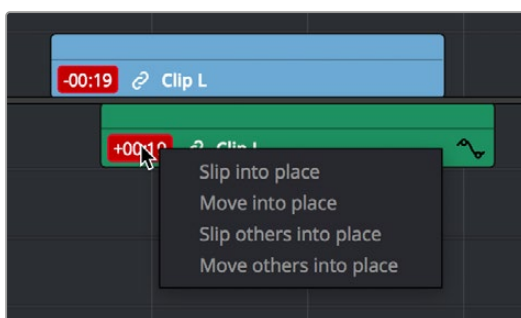 -00:19 Clip L
+00:19 Clip L
Slip into place
Move into place
Slip others into place
Move others into place